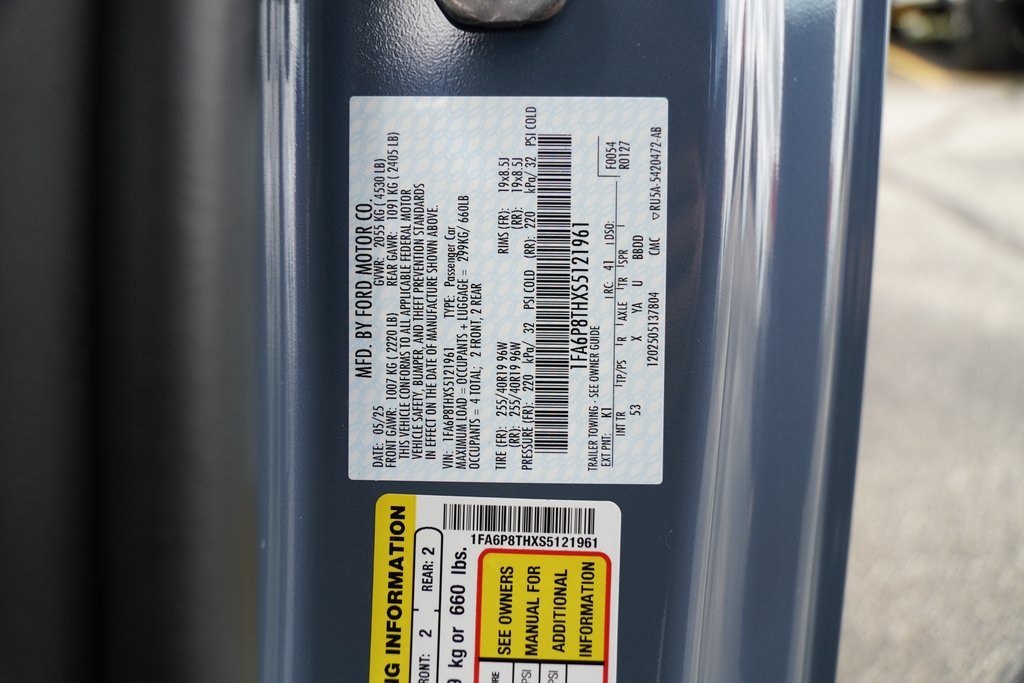 MFD. BY FORD MOTOR CO.
DATE: 05/25 GVWR: 2055 KG ( 4530 LB)
FRONT GAWR: 1007 KG ( 2220 LB) REAR GAWR: 1091 KG ( 2405 LB)
THIS VEHICLE CONFORMS TO ALL APPLICABLE FEDERAL MOTOR
VEHICLE SAFETY, BUMPER, AND THEFT PREVENTION STANDARDS
IN EFFECT ON THE DATE OF MANUFACTURE SHOWN ABOVE.
VIN: 1FA6P8THXS5121961 TYPE: Passenger Car
MAXIMUM LOAD = OCCUPANTS + LUGGAGE = 299KG/ 660LB
OCCUPANTS = 4 TOTAL; 2 FRONT, 2 REAR
TIRE (FR): 255/40R19 96W RIMS (FR): 19x8.5J
(RR): 255/40R19 96W (RR): 19x8.5J
PRESSURE (FR): 220 kPa/ 32 PSI COLD (RR): 220 kPa/ 32 PSI COLD
1FA6P8THXS5121961
TRAILER TOWING - SEE OWNER GUIDE
F0054
EXT PNT: K1 RC: 41 DSO: R0127
INT TR TP/PS R AXLE TR SPR
53 X YA U BBDD
1202505137804 CMC ▽RU5A-5420472-AB
NG INFORMATION
RONT: 2 REAR: 2
9 kg or 660 lbs.
1FA6P8THXS5121961
SEE OWNERS
MANUAL FOR
ADDITIONAL
INFORMATION
PSI
PSI